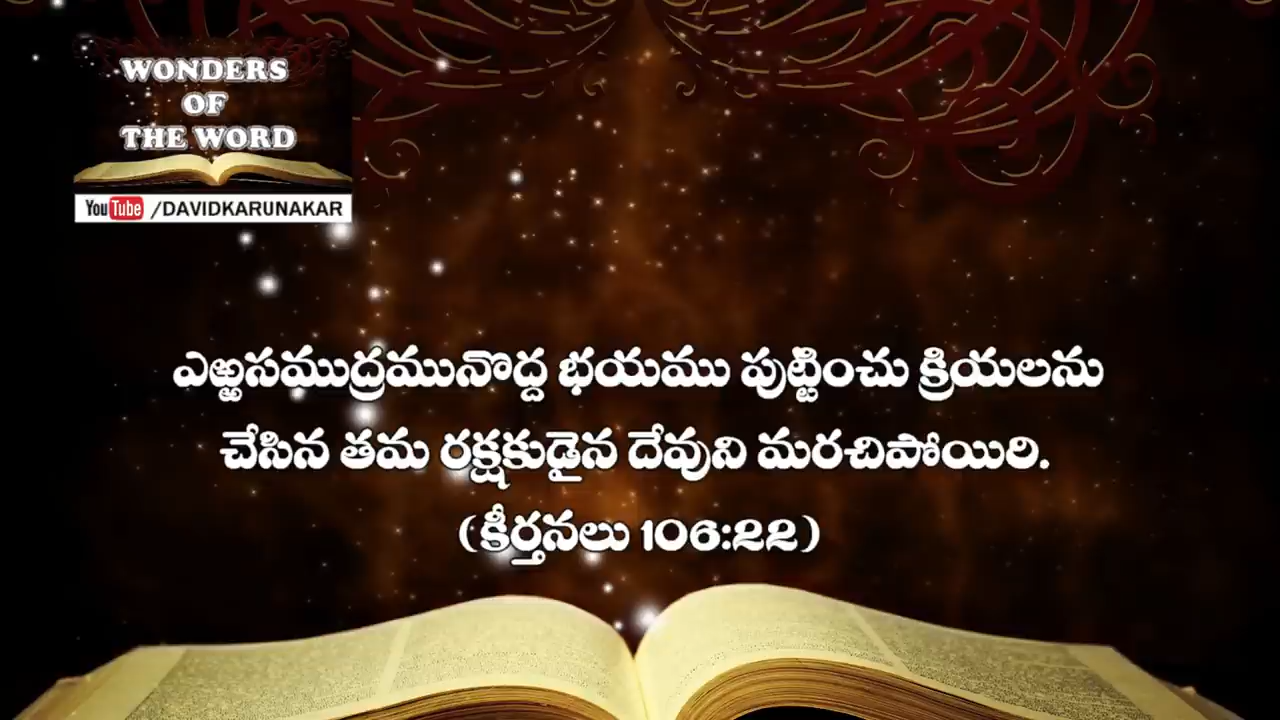 WONDERS
OF
THE WORD
YouTube /DAVIDKARUNAKAR
ఎఱ్ఱసముద్రమునొద్ద భయము పుట్టించు క్రియలను
చేసిన తమ రక్షకుడైన దేవుని మరచిపోయిరి.
(కీర్తనలు 106:22)